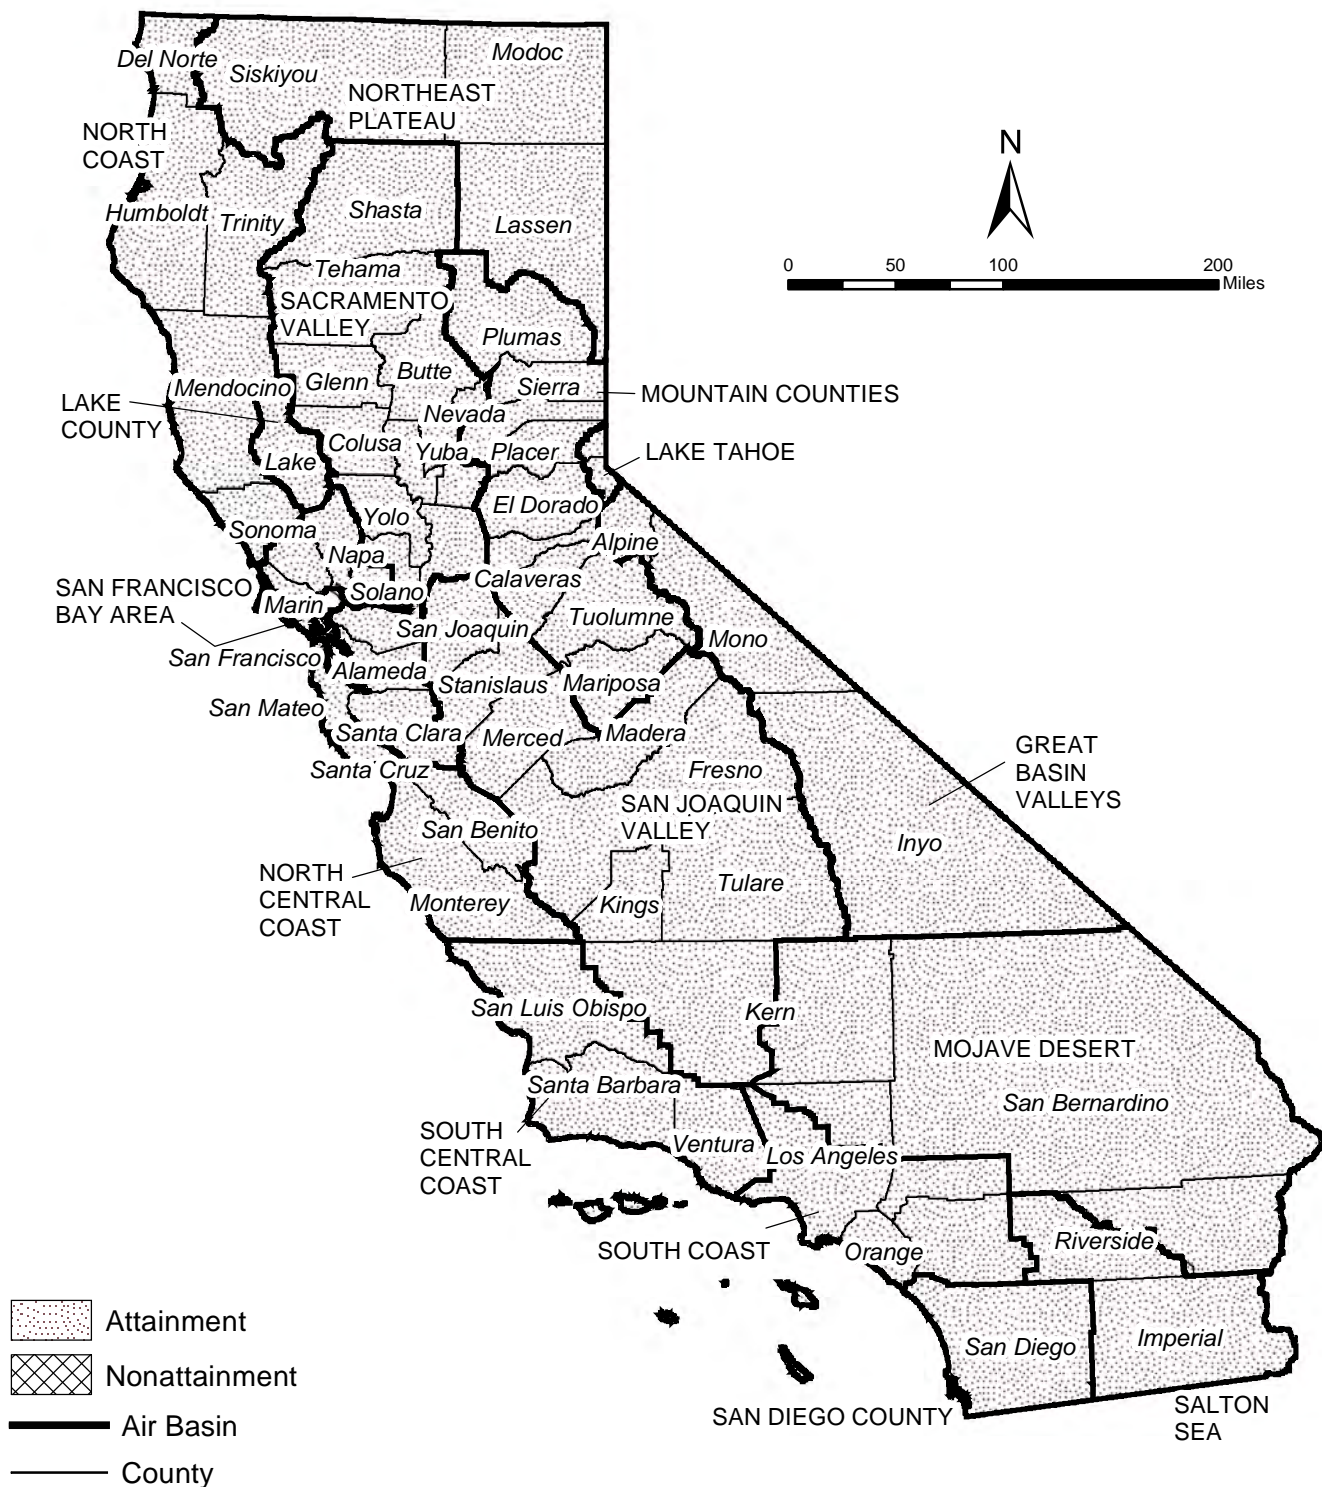 Del Norte
Siskiyou
Modoc
NORTHEAST
PLATEAU
NORTH
COAST
N
Humboldt
Trinity
Shasta
Lassen
0 50 100 200
Miles
Tehama
SACRAMENTO
VALLEY
Plumas
Mendocino
Glenn
Butte
Sierra
MOUNTAIN COUNTIES
LAKE
COUNTY
Nevada
Colusa
Yuba
Placer
LAKE TAHOE
Lake
El Dorado
Yolo
Sonoma
Napa
Alpine
SAN FRANCISCO
BAY AREA
Solano
Calaveras
Marin
Tuolumne
San Joaquin
Mono
San Francisco
Alameda
Stanislaus
Mariposa
San Mateo
Santa Clara
Merced
Madera
GREAT
BASIN
VALLEYS
Santa Cruz
Fresno
SAN JOAQUIN
VALLEY
San Benito
Inyo
NORTH
CENTRAL
COAST
Monterey
Kings
Tulare
San Luis Obispo
Kern
MOJAVE DESERT
Santa Barbara
San Bernardino
SOUTH
CENTRAL
COAST
Ventura
Los Angeles
SOUTH COAST
Orange
Riverside
Attainment
San Diego
Imperial
Nonattainment
SAN DIEGO COUNTY
SALTON
SEA
Air Basin
County